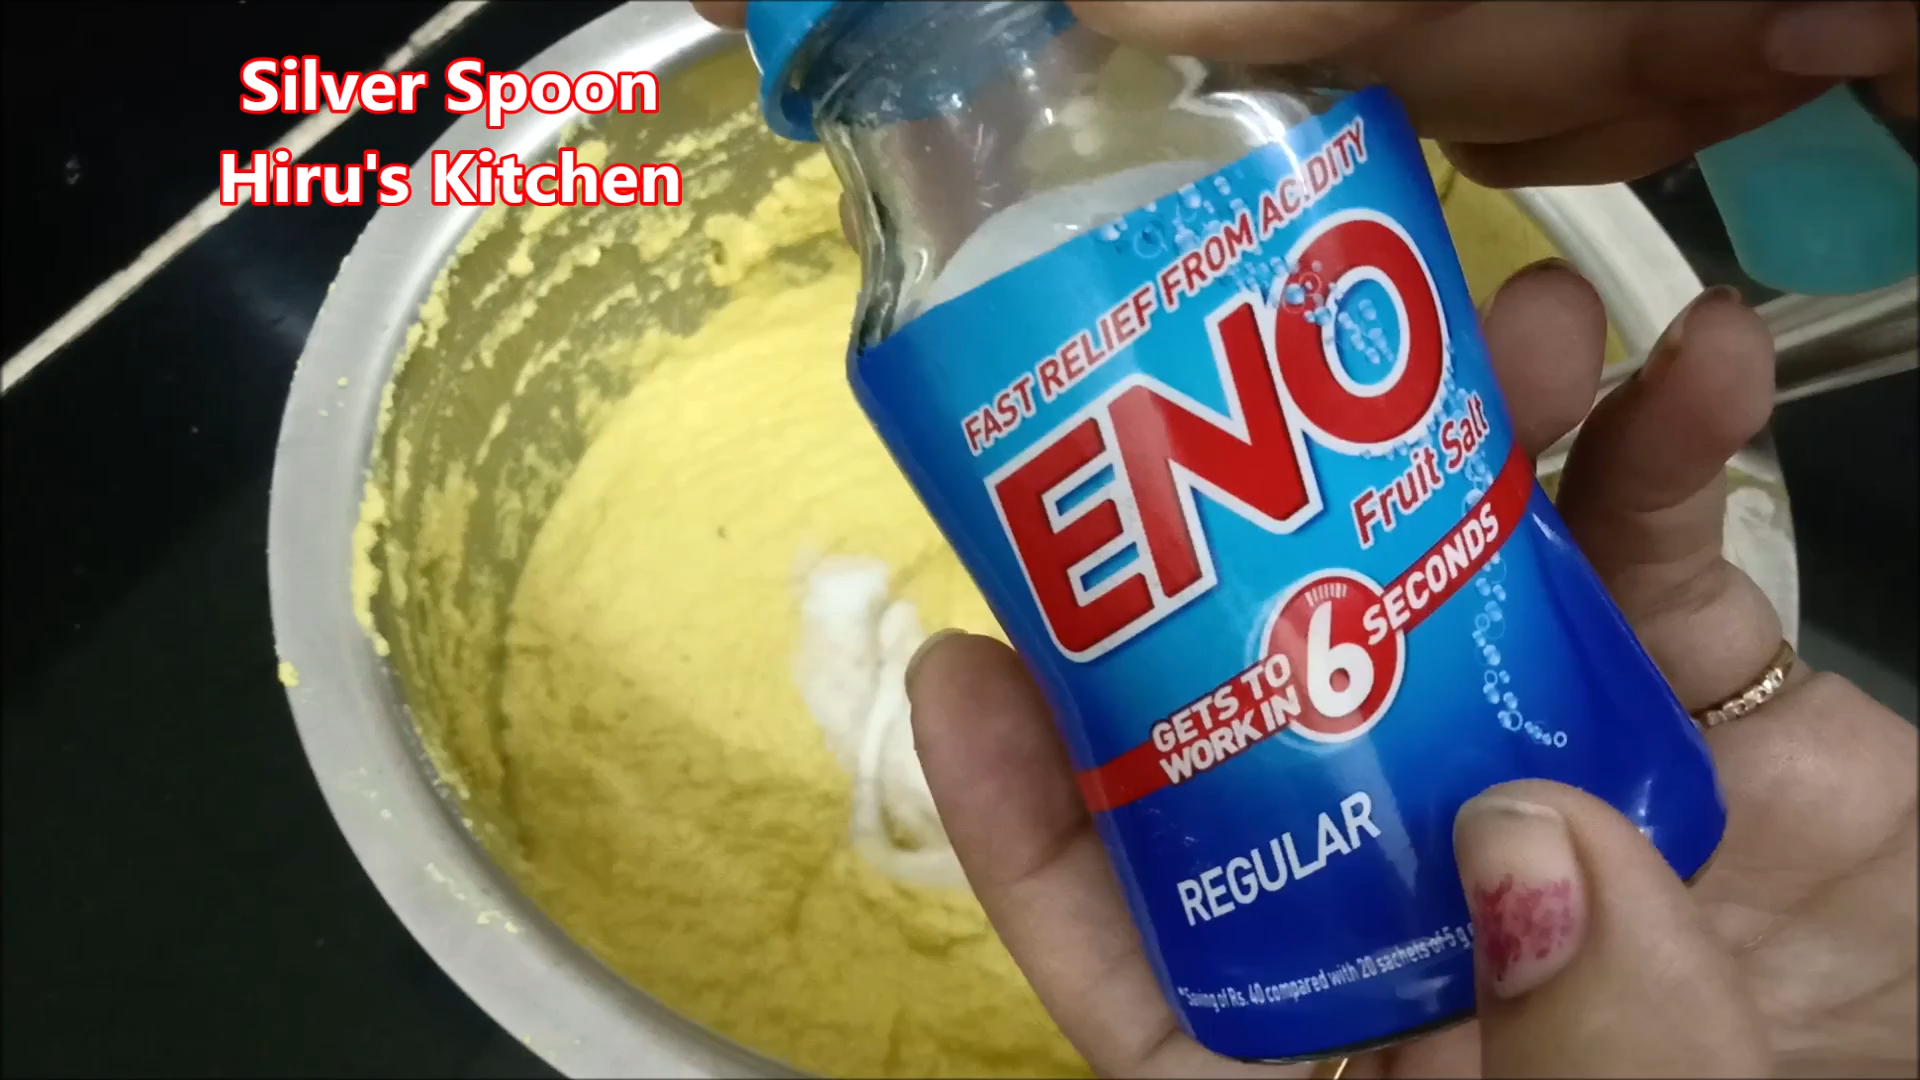 Silver Spoon
Hiru's Kitchen
FAST RELIEF FROM ACIDITY
ENO
Fruit Salt
GETS TO
WORK IN
6
SECONDS
REGULAR
*Saving of Rs. 40 compared with 20 sachets of 5 g